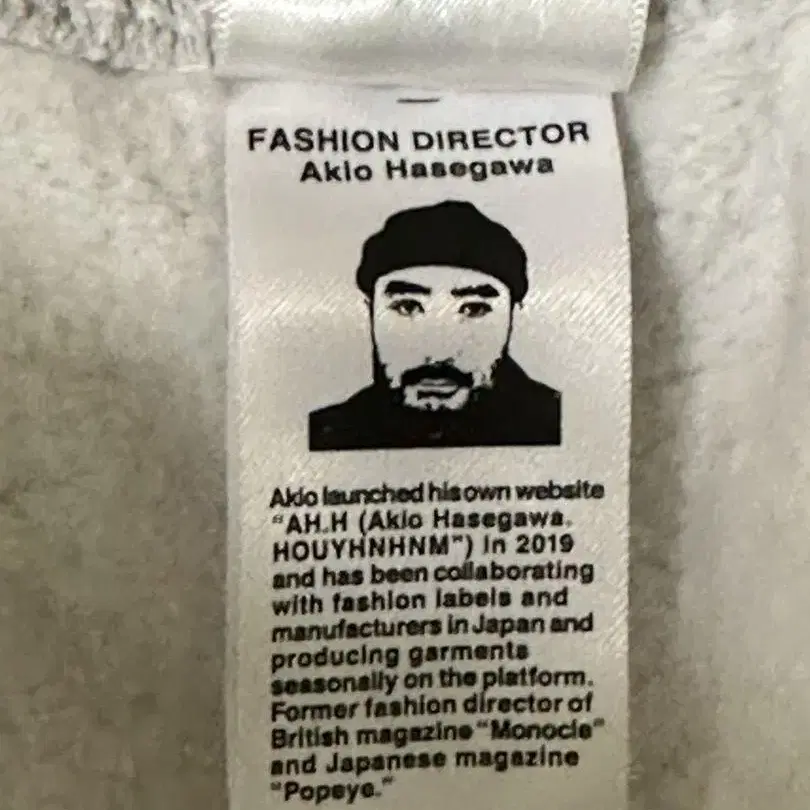 FASHION DIRECTOR
Akio Hasegawa
Akio launched his own website
"AH.H (Akio Hasegawa.
HOUYHNHNM") in 2019
and has been collaborating
with fashion labels and
manufacturers in Japan and
producing garments
seasonally on the platform.
Former fashion director of
British magazine "Monocle"
and Japanese magazine
"Popeye."